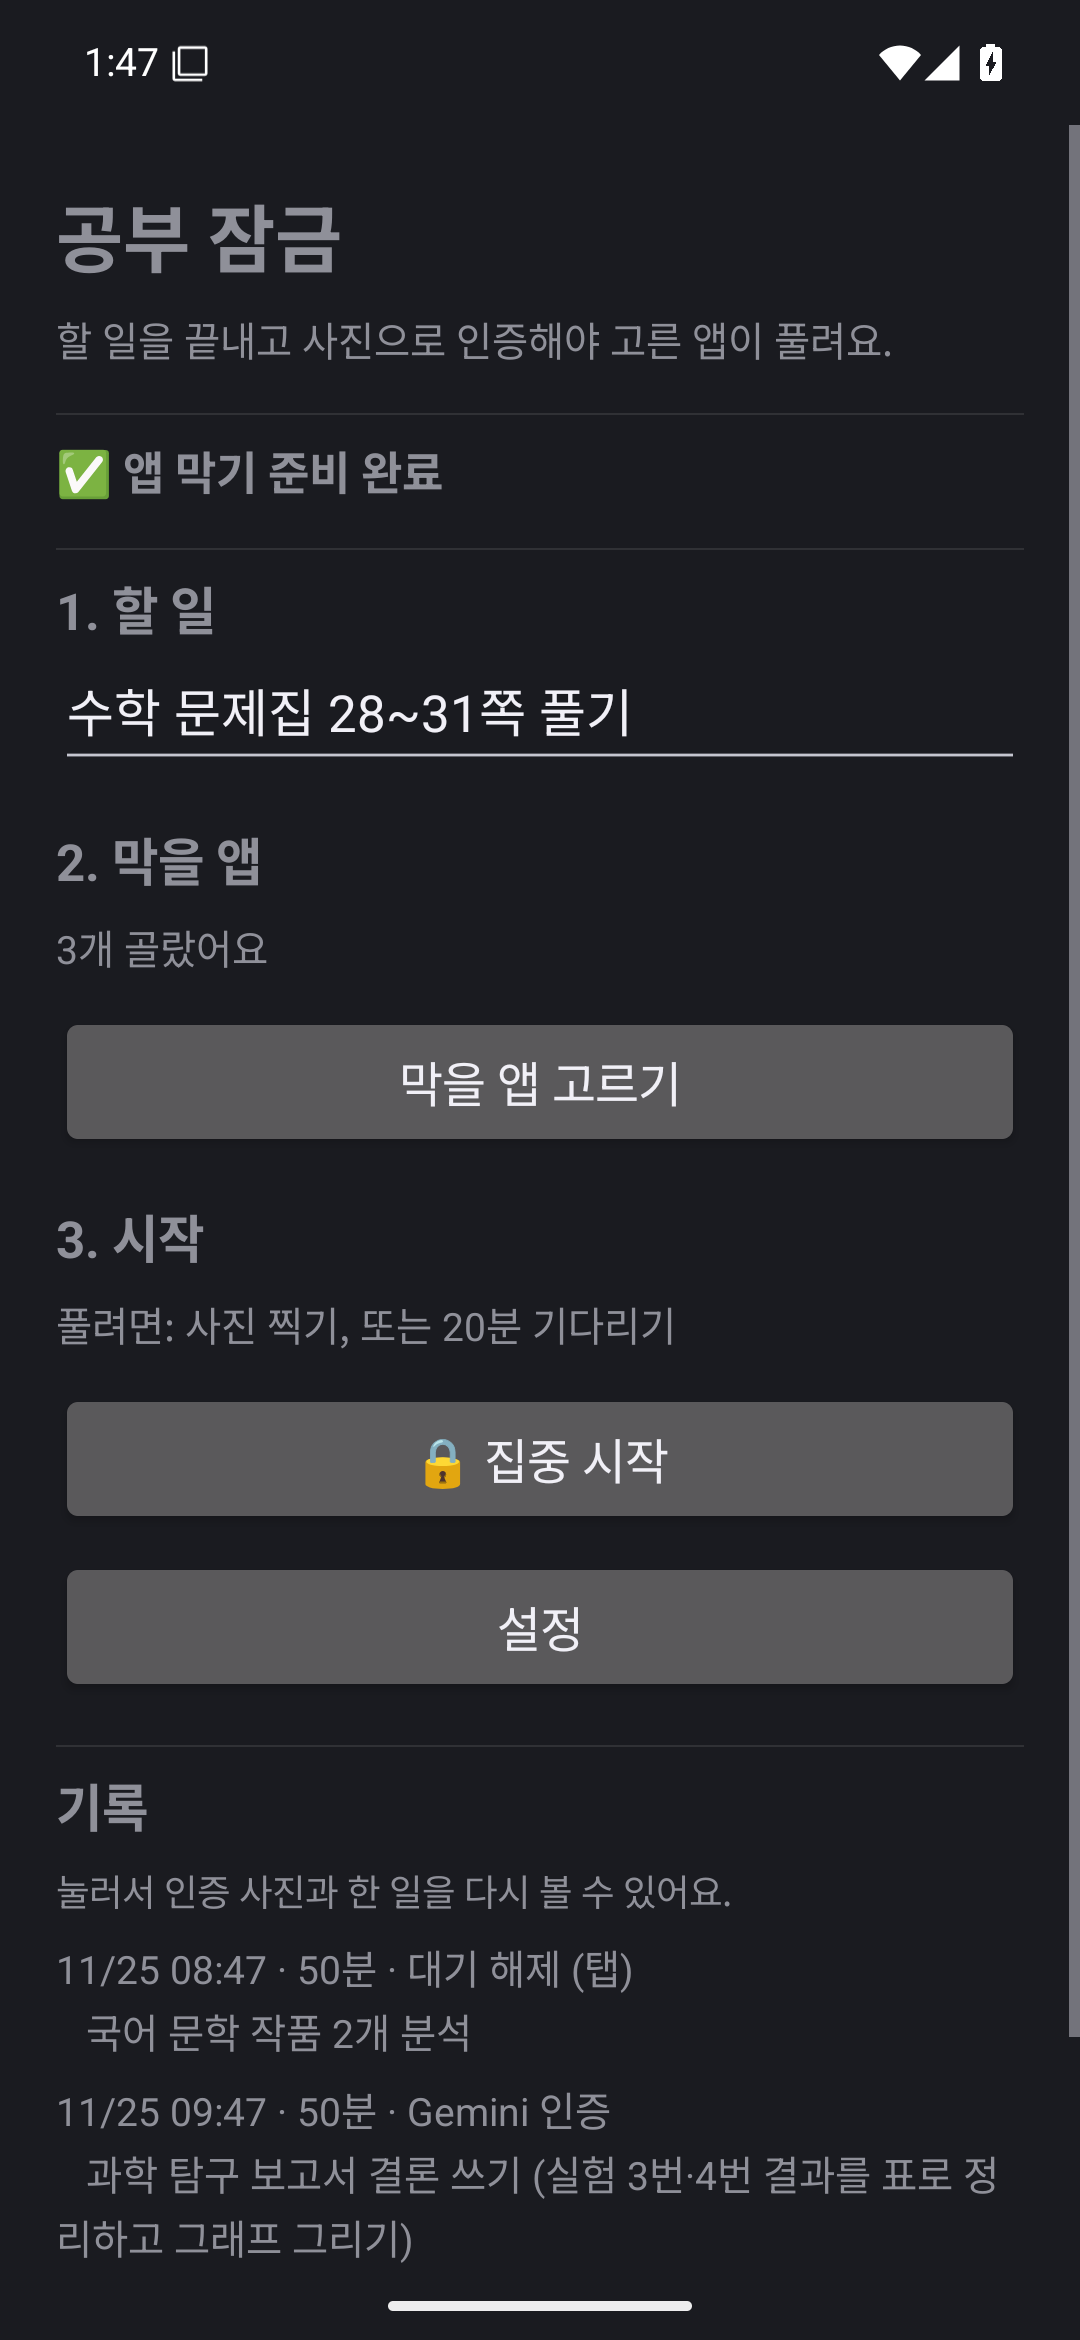 1:47
공부 잠금
할 일을 끝내고 사진으로 인증해야 고른 앱이 풀려요.
✅ 앱 막기 준비 완료
1. 할 일
수학 문제집 28~31쪽 풀기
2. 막을 앱
3개 골랐어요
막을 앱 고르기
3. 시작
풀려면: 사진 찍기, 또는 20분 기다리기
🔒 집중 시작
설정
기록
눌러서 인증 사진과 한 일을 다시 볼 수 있어요.
11/25 08:47 · 50분 · 대기 해제 (탭)
국어 문학 작품 2개 분석
11/25 09:47 · 50분 · Gemini 인증
과학 탐구 보고서 결론 쓰기 (실험 3번·4번 결과를 표로 정
리하고 그래프 그리기)